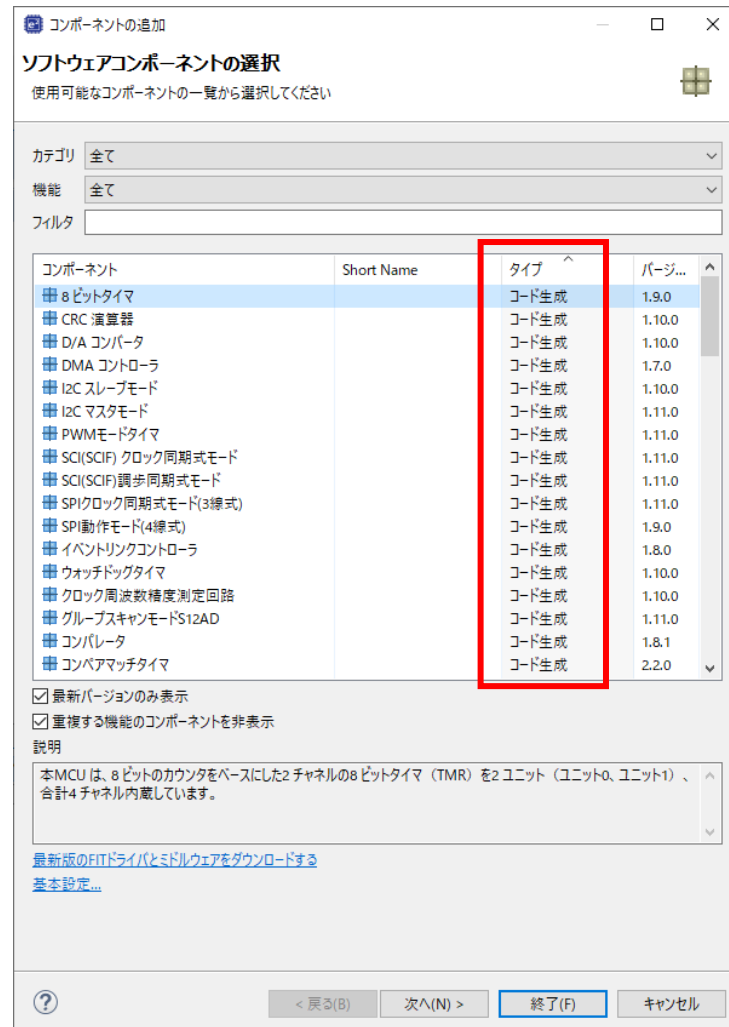 コンポーネントの追加
ソフトウェアコンポーネントの選択
使用可能なコンポーネントの一覧から選択してください
カテゴリ 全て
機能 全て
フィルタ
コンポーネント Short Name タイプ バージ...
8 ビットタイマ コード生成 1.9.0
CRC 演算器 コード生成 1.10.0
D/A コンバータ コード生成 1.10.0
DMA コントローラ コード生成 1.7.0
I2C スレーブモード コード生成 1.10.0
I2C マスタモード コード生成 1.11.0
PWMモードタイマ コード生成 1.11.0
SCI(SCIF) クロック同期式モード コード生成 1.11.0
SCI(SCIF)調歩同期式モード コード生成 1.11.0
SPIクロック同期式モード(3線式) コード生成 1.11.0
SPI動作モード(4線式) コード生成 1.9.0
イベントリンクコントローラ コード生成 1.8.0
ウォッチドッグタイマ コード生成 1.10.0
クロック周波数精度測定回路 コード生成 1.10.0
グループスキャンモードS12AD コード生成 1.11.0
コンパレータ コード生成 1.8.1
コンペアマッチタイマ コード生成 2.2.0
最新バージョンのみ表示
重複する機能のコンポーネントを非表示
説明
本MCU は、8 ビットのカウンタをベースにした2 チャネルの8 ビットタイマ（TMR）を2 ユニット（ユニット0、ユニット1）、
合計4 チャネル内蔵しています。
最新版のFITドライバとミドルウェアをダウンロードする
基本設定...
< 戻る(B) 次へ(N) > 終了(F) キャンセル